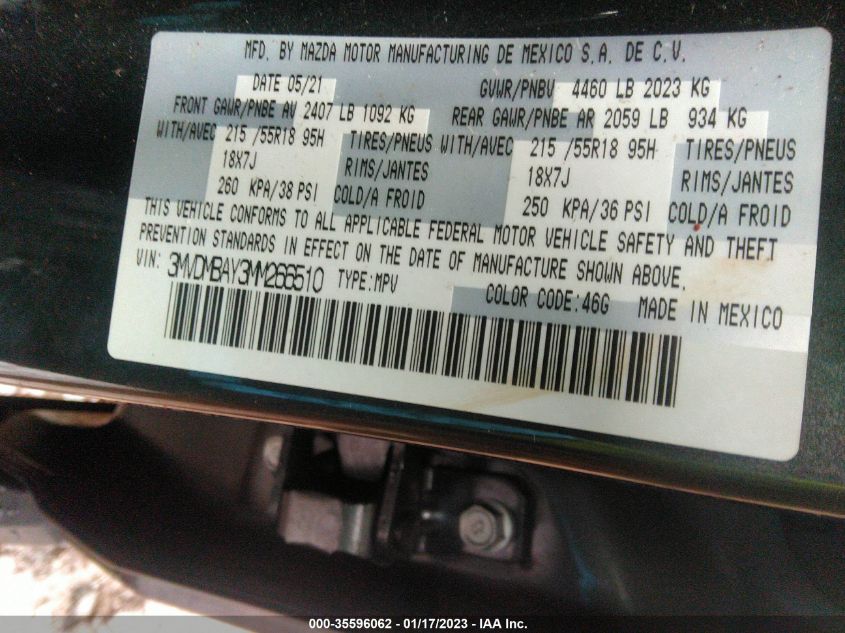 MFD. BY MAZDA MOTOR MANUFACTURING DE MEXICO S.A. DE C.V.
DATE 05/21 GVWR/PNBV 4460 LB 2023 KG
FRONT GAWR/PNBE AV 2407 LB 1092 KG REAR GAWR/PNBE AR 2059 LB 934 KG
WITH/AVEC 215 /55R18 95H TIRES/PNEUS WITH/AVEC 215 /55R18 95H TIRES/PNEUS
18X7J RIMS/JANTES 18X7J RIMS/JANTES
260 KPA/38 PSI COLD/A FROID 250 KPA/36 PSI COLD/A FROID
THIS VEHICLE CONFORMS TO ALL APPLICABLE FEDERAL MOTOR VEHICLE SAFETY AND THEFT
PREVENTION STANDARDS IN EFFECT ON THE DATE OF MANUFACTURE SHOWN ABOVE.
VIN: 3MVDMBAY3MM266510 TYPE:MPV COLOR CODE:46G MADE IN MEXICO
000-35596062 - 01/17/2023 - IAA Inc.